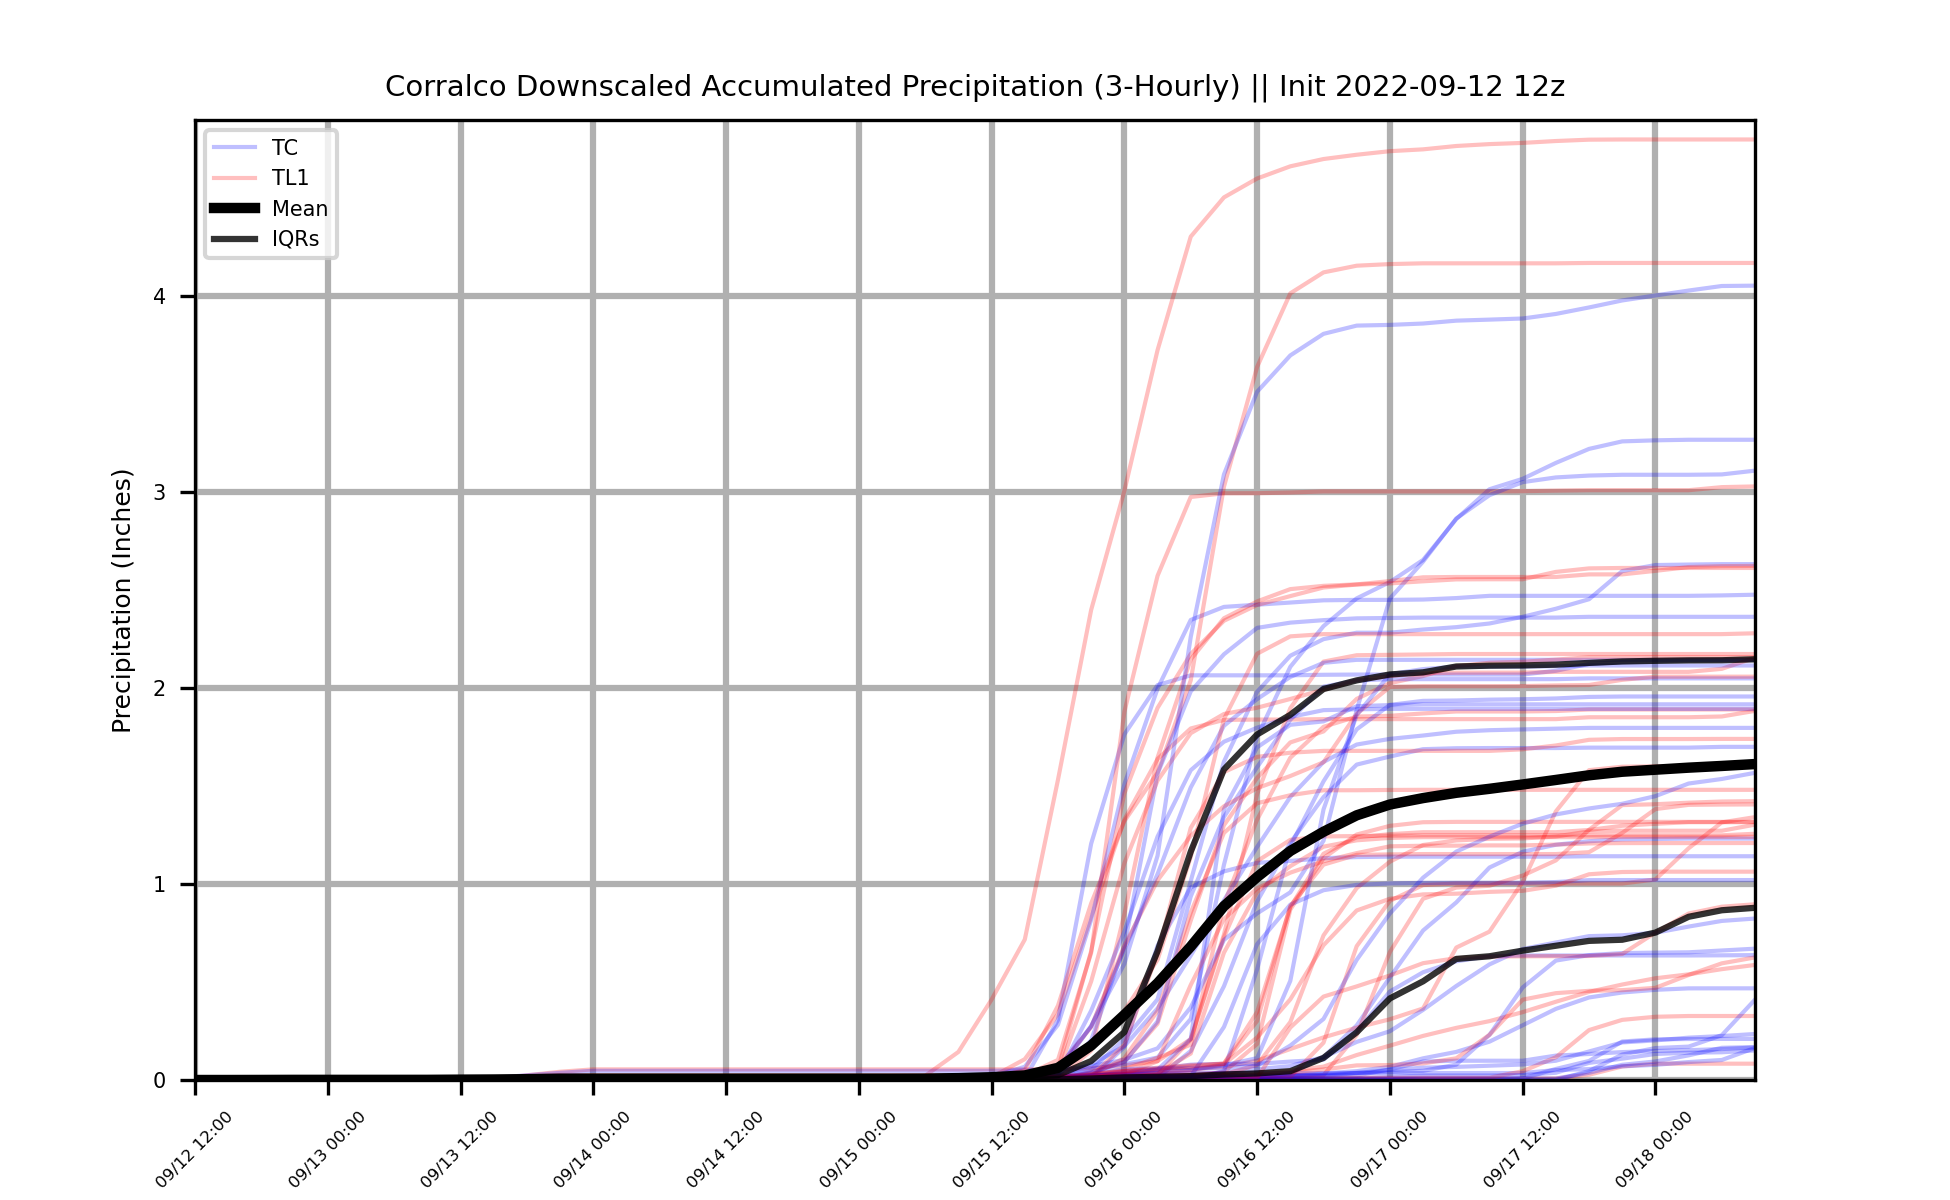 Corralco Downscaled Accumulated Precipitation (3-Hourly) || Init 2022-09-12 12z
TC
TL1
Mean
IQRs
Precipitation (Inches)
4
3
2
1
0
09/12 12:00
09/13 00:00
09/13 12:00
09/14 00:00
09/14 12:00
09/15 00:00
09/15 12:00
09/16 00:00
09/16 12:00
09/17 00:00
09/17 12:00
09/18 00:00